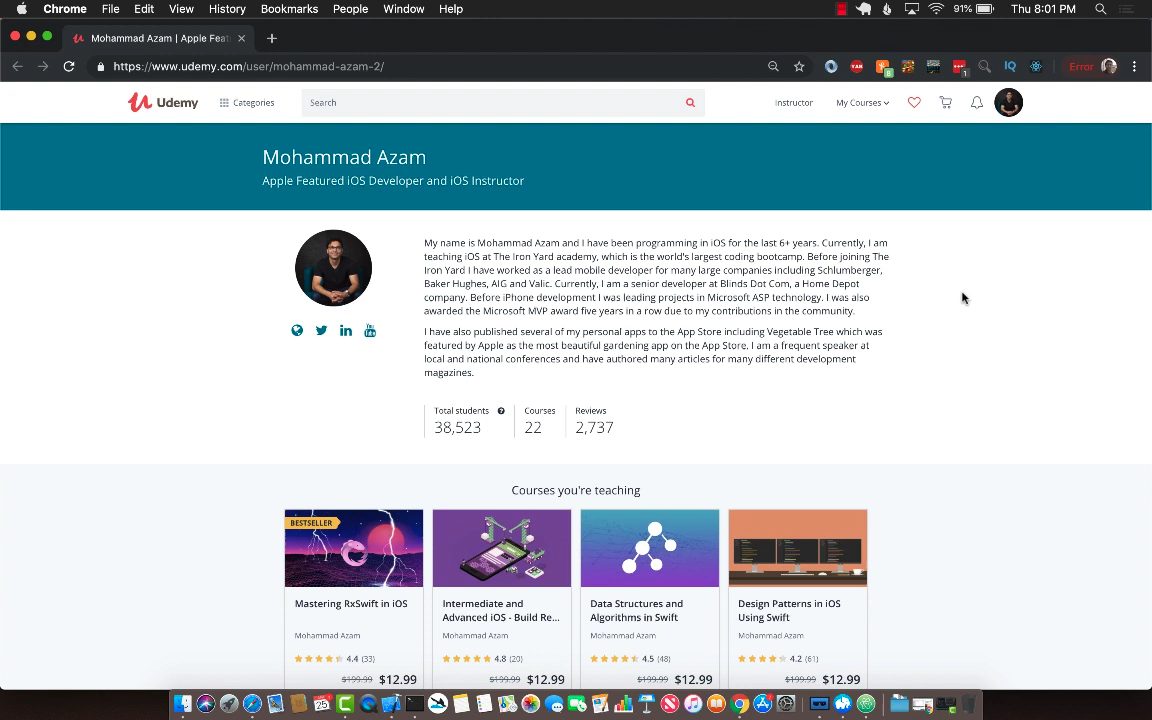 Chrome File Edit View History Bookmarks People Window Help 91% Thu 8:01 PM
Mohammad Azam | Apple Feat
https://www.udemy.com/user/mohammad-azam-2/ Error
Udemy Categories Search Instructor My Courses
Mohammad Azam
Apple Featured iOS Developer and iOS Instructor
My name is Mohammad Azam and I have been programming in iOS for the last 6+ years. Currently, I am
teaching iOS at The Iron Yard academy, which is the world's largest coding bootcamp. Before joining The
Iron Yard I have worked as a lead mobile developer for many large companies including Schlumberger,
Baker Hughes, AIG and Valic. Currently, I am a senior developer at Blinds Dot Com, a Home Depot
company. Before iPhone development I was leading projects in Microsoft ASP technology. I was also
awarded the Microsoft MVP award five years in a row due to my contributions in the community.
I have also published several of my personal apps to the App Store including Vegetable Tree which was
featured by Apple as the most beautiful gardening app on the App Store. I am a frequent speaker at
local and national conferences and have authored many articles for many different development
magazines.
Total students Courses Reviews
38,523 22 2,737
Courses you're teaching
BESTSELLER
Mastering RxSwift in iOS
Mohammad Azam
4.4 (33)
$199.99 $12.99
Intermediate and
Advanced iOS - Build Re...
Mohammad Azam
4.8 (20)
$199.99 $12.99
Data Structures and
Algorithms in Swift
Mohammad Azam
4.5 (48)
$199.99 $12.99
Design Patterns in iOS
Using Swift
Mohammad Azam
4.2 (61)
$199.99 $12.99